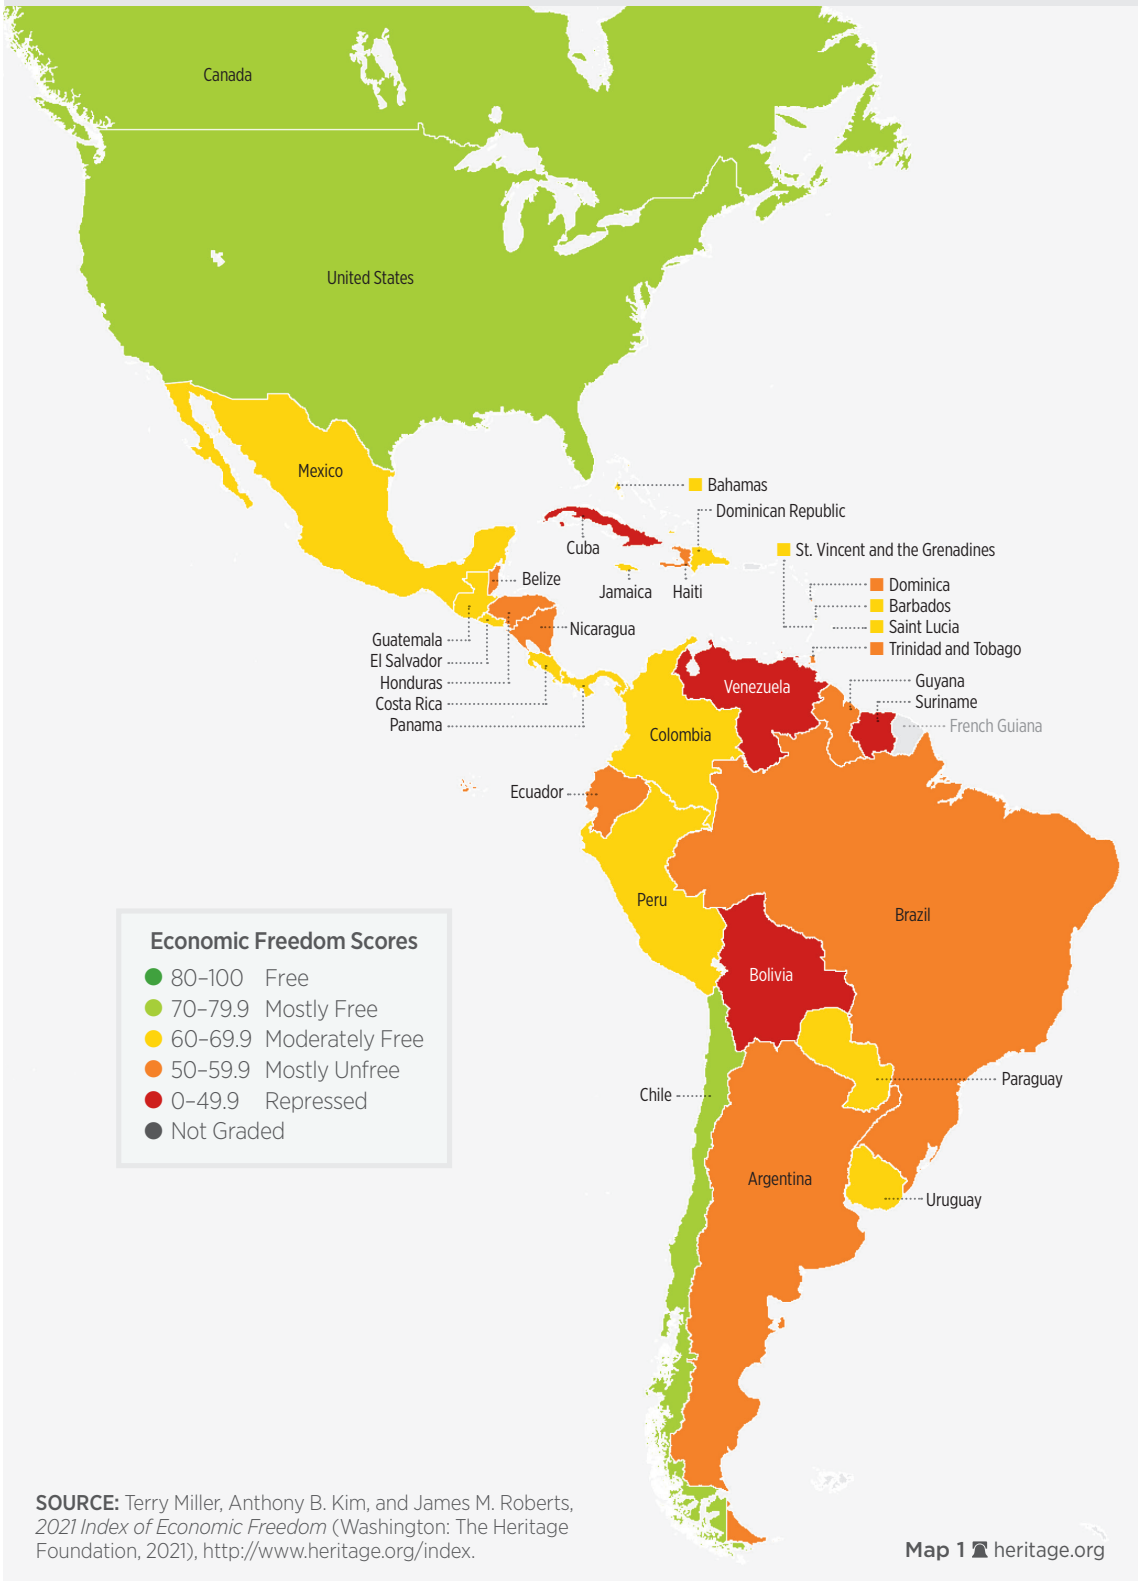 Canada
United States
Mexico
Bahamas
Dominican Republic
Cuba
St. Vincent and the Grenadines
Belize
Jamaica
Haiti
Dominica
Barbados
Saint Lucia
Trinidad and Tobago
Nicaragua
Guatemala
El Salvador
Honduras
Costa Rica
Panama
Venezuela
Guyana
Suriname
French Guiana
Colombia
Ecuador
Peru
Brazil
Bolivia
Paraguay
Chile
Argentina
Uruguay
Economic Freedom Scores
80–100 Free
70–79.9 Mostly Free
60–69.9 Moderately Free
50–59.9 Mostly Unfree
0–49.9 Repressed
Not Graded
SOURCE: Terry Miller, Anthony B. Kim, and James M. Roberts,
2021 Index of Economic Freedom (Washington: The Heritage
Foundation, 2021), http://www.heritage.org/index.
Map 1 heritage.org